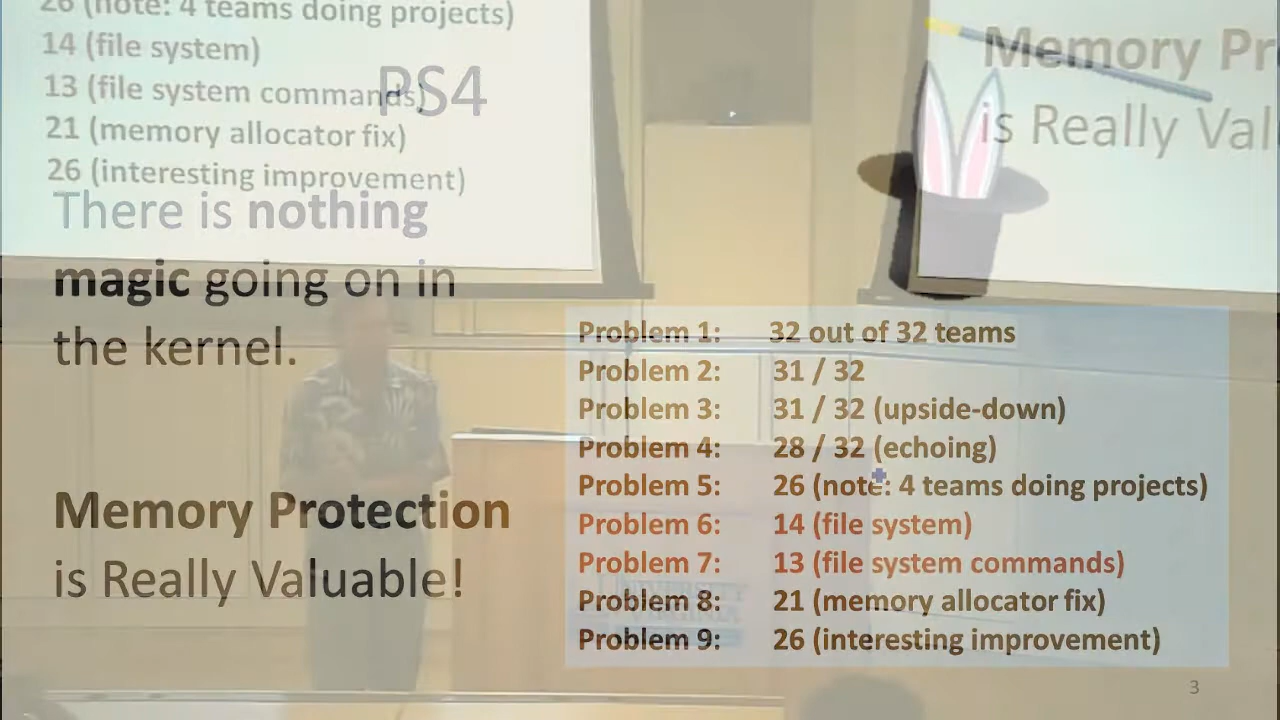 26 (note: 4 teams doing projects)
14 (file system)
13 (file system commands)
21 (memory allocator fix)
26 (interesting improvement)
Memory Pr
is Really Val
PS4
There is nothing
magic going on in
the kernel.
Memory Protection
is Really Valuable!
Problem 1: 32 out of 32 teams
Problem 2: 31 / 32
Problem 3: 31 / 32 (upside-down)
Problem 4: 28 / 32 (echoing)
Problem 5: 26 (note: 4 teams doing projects)
Problem 6: 14 (file system)
Problem 7: 13 (file system commands)
Problem 8: 21 (memory allocator fix)
Problem 9: 26 (interesting improvement)
UNIVERSITY
3